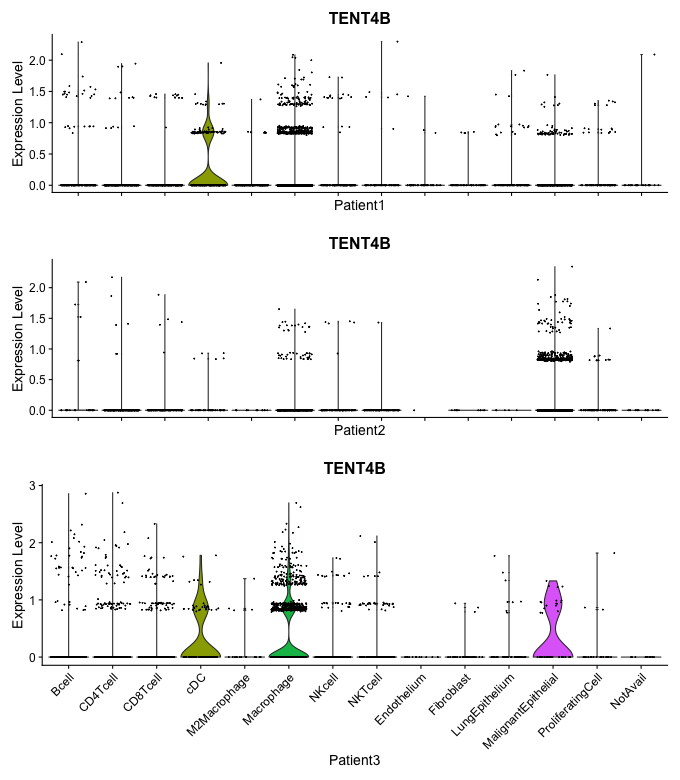 TENT4B
Expression Level
2.0
1.5
1.0
0.5
0.0
Patient1
TENT4B
Expression Level
2.0
1.5
1.0
0.5
0.0
Patient2
TENT4B
Expression Level
3
2
1
0
Bcell
CD4Tcell
CD8Tcell
cDC
M2Macrophage
Macrophage
NKcell
NKTcell
Endothelium
Fibroblast
LungEpithelium
MalignantEpithelial
ProliferatingCell
NotAvail
Patient3